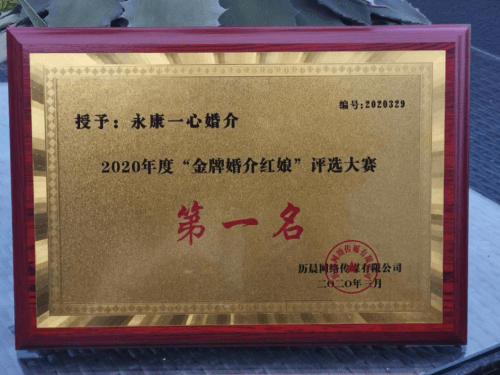 编号:2020329
授予：永康一心婚介
2020年度“金牌婚介红娘”评选大赛
第一名
历晨网络传媒有限公司
二〇二〇年三月